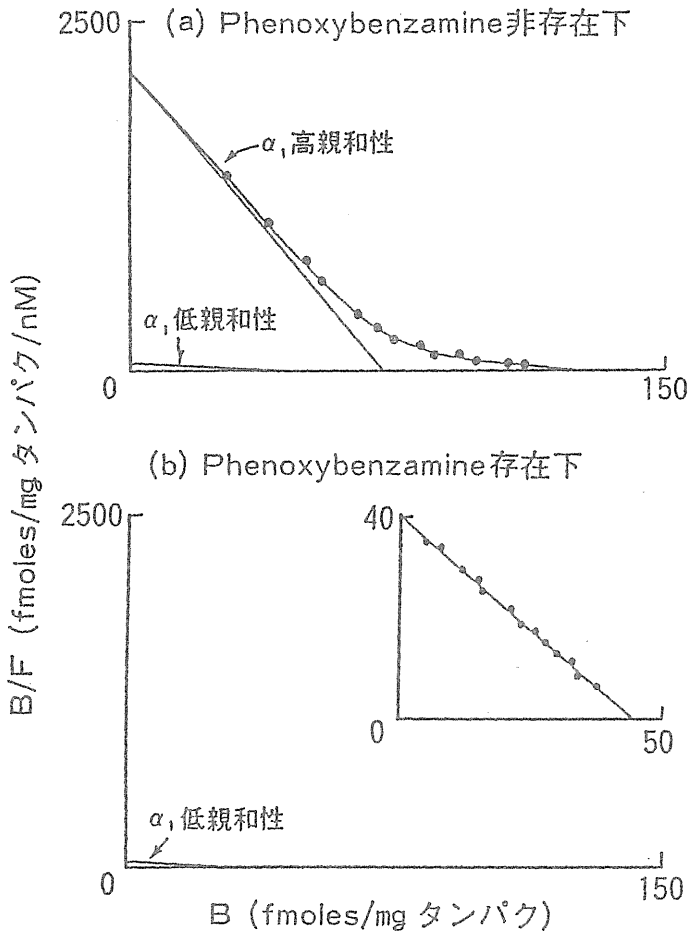 2500 (a) Phenoxybenzamine非存在下
α₁高親和性
α₁低親和性
0
150
B/F (fmoles/mg タンパク/nM)
(b) Phenoxybenzamine存在下
2500
40
0
50
α₁低親和性
0
150
B (fmoles/mg タンパク)